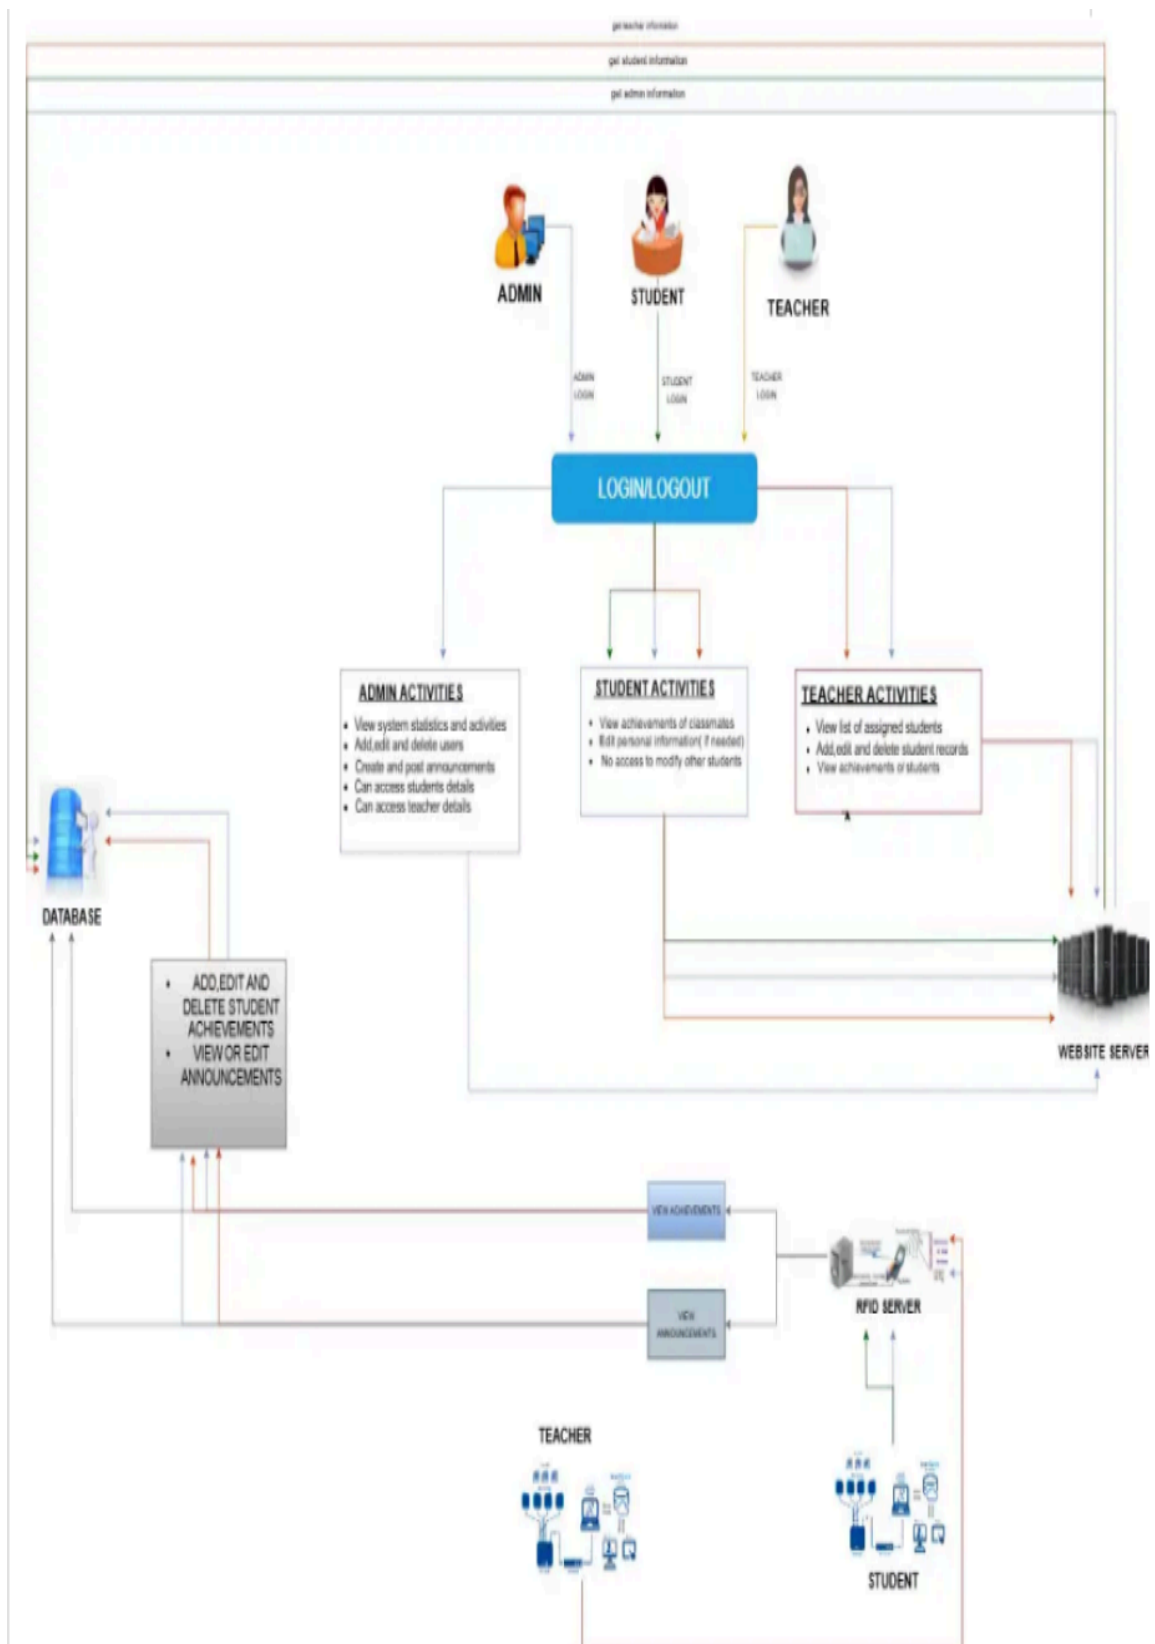 get teacher information
get student information
get admin information
ADMIN
STUDENT
TEACHER
ADMIN
LOGIN
STUDENT
LOGIN
TEACHER
LOGIN
LOGIN/LOGOUT
ADMIN ACTIVITIES
• View system statistics and activities
• Add,edit and delete users
• Create and post announcements
• Can access students details
• Can access teacher details
STUDENT ACTIVITIES
• View achievements of classmates
• Edit personal information( if needed)
• No access to modify other students
TEACHER ACTIVITIES
• View list of assigned students
• Add,edit and delete student records
• View achievements of students
DATABASE
• ADD,EDIT AND
DELETE STUDENT
ACHIEVEMENTS
• VIEW OR EDIT
ANNOUNCEMENTS
WEBSITE SERVER
VIEW ACHIEVEMENTS
VIEW
ANNOUNCEMENTS
RFID SERVER
TEACHER
STUDENT